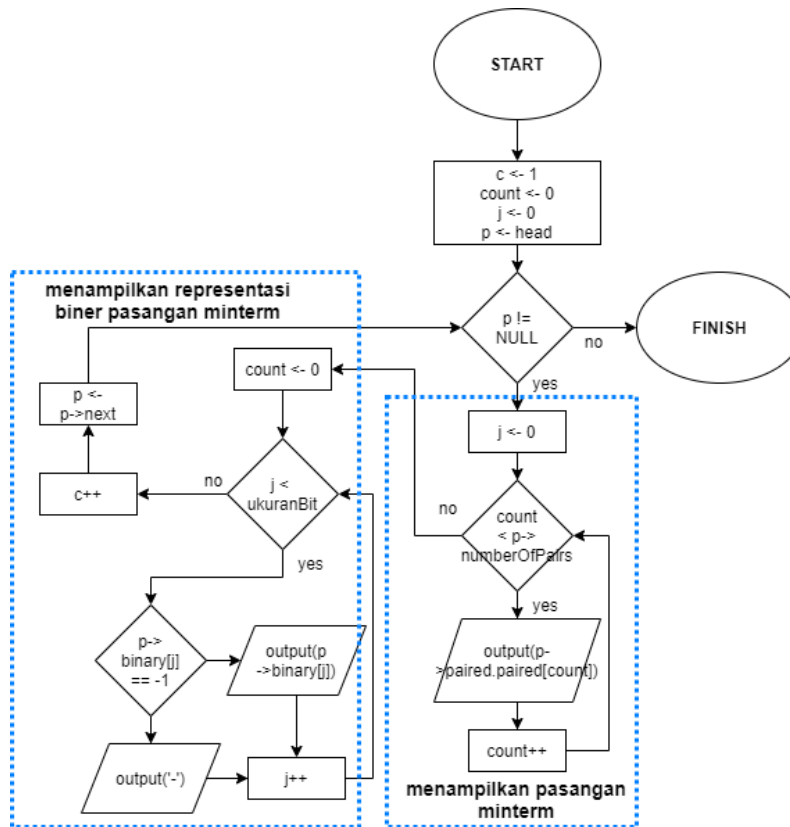 START
c <- 1
count <- 0
j <- 0
p <- head
menampilkan representasi
biner pasangan minterm
p !=
NULL
no
FINISH
yes
count <- 0
p <-
p->next
j <- 0
j <
ukuranBit
no
c++
no
count
< p->
numberOfPairs
yes
yes
p->
binary[j]
== -1
output(p
->binary[j])
output(p-
>paired.paired[count])
output('-')
j++
count++
menampilkan pasangan
minterm